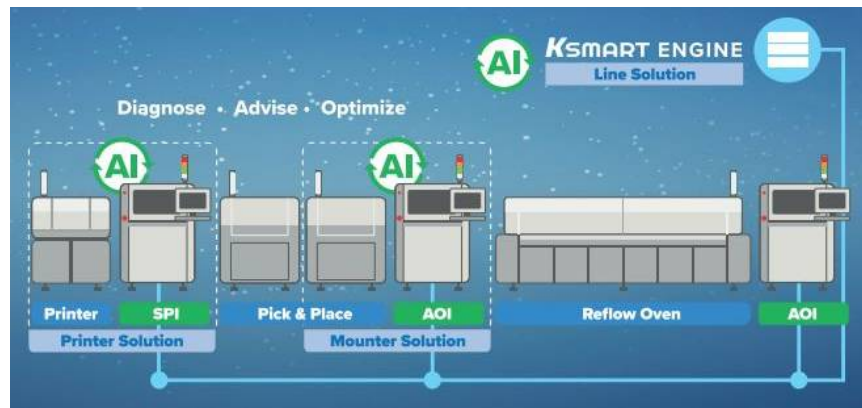 AI
KSMART ENGINE
Line Solution
Diagnose • Advise • Optimize
AI
AI
Printer
SPI
Pick & Place
AOI
Reflow Oven
AOI
Printer Solution
Mounter Solution